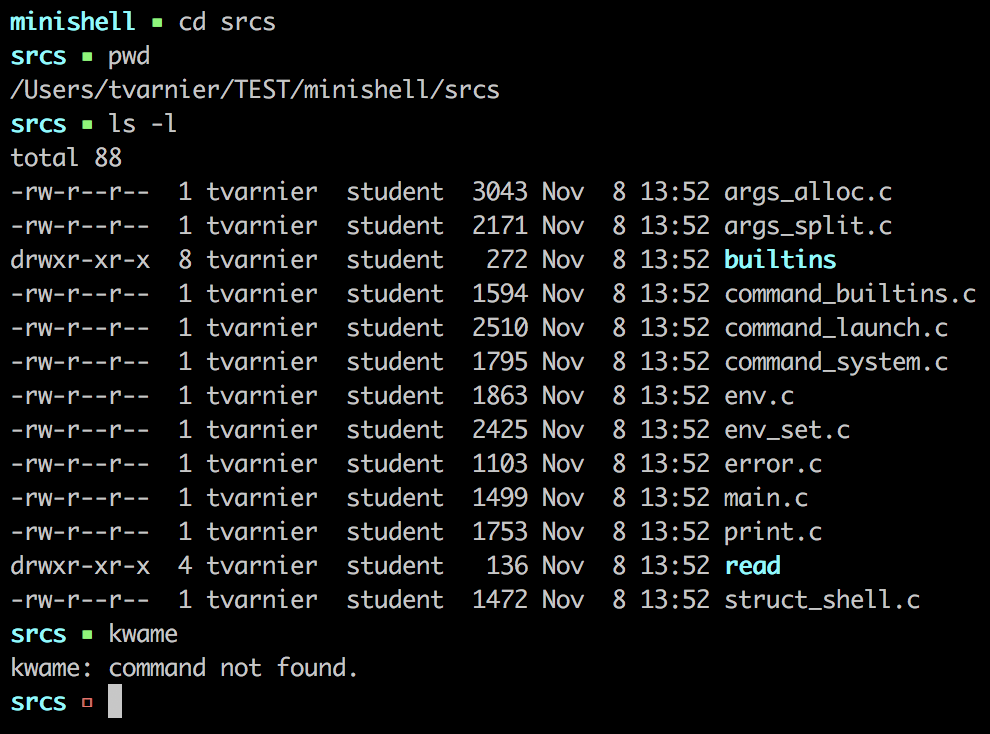 minishell ▪ cd srcs
srcs ▪ pwd
/Users/tvarnier/TEST/minishell/srcs
srcs ▪ ls -l
total 88
-rw-r--r--  1 tvarnier  student  3043 Nov  8 13:52 args_alloc.c
-rw-r--r--  1 tvarnier  student  2171 Nov  8 13:52 args_split.c
drwxr-xr-x  8 tvarnier  student   272 Nov  8 13:52 builtins
-rw-r--r--  1 tvarnier  student  1594 Nov  8 13:52 command_builtins.c
-rw-r--r--  1 tvarnier  student  2510 Nov  8 13:52 command_launch.c
-rw-r--r--  1 tvarnier  student  1795 Nov  8 13:52 command_system.c
-rw-r--r--  1 tvarnier  student  1863 Nov  8 13:52 env.c
-rw-r--r--  1 tvarnier  student  2425 Nov  8 13:52 env_set.c
-rw-r--r--  1 tvarnier  student  1103 Nov  8 13:52 error.c
-rw-r--r--  1 tvarnier  student  1499 Nov  8 13:52 main.c
-rw-r--r--  1 tvarnier  student  1753 Nov  8 13:52 print.c
drwxr-xr-x  4 tvarnier  student   136 Nov  8 13:52 read
-rw-r--r--  1 tvarnier  student  1472 Nov  8 13:52 struct_shell.c
srcs ▪ kwame
kwame: command not found.
srcs ▫